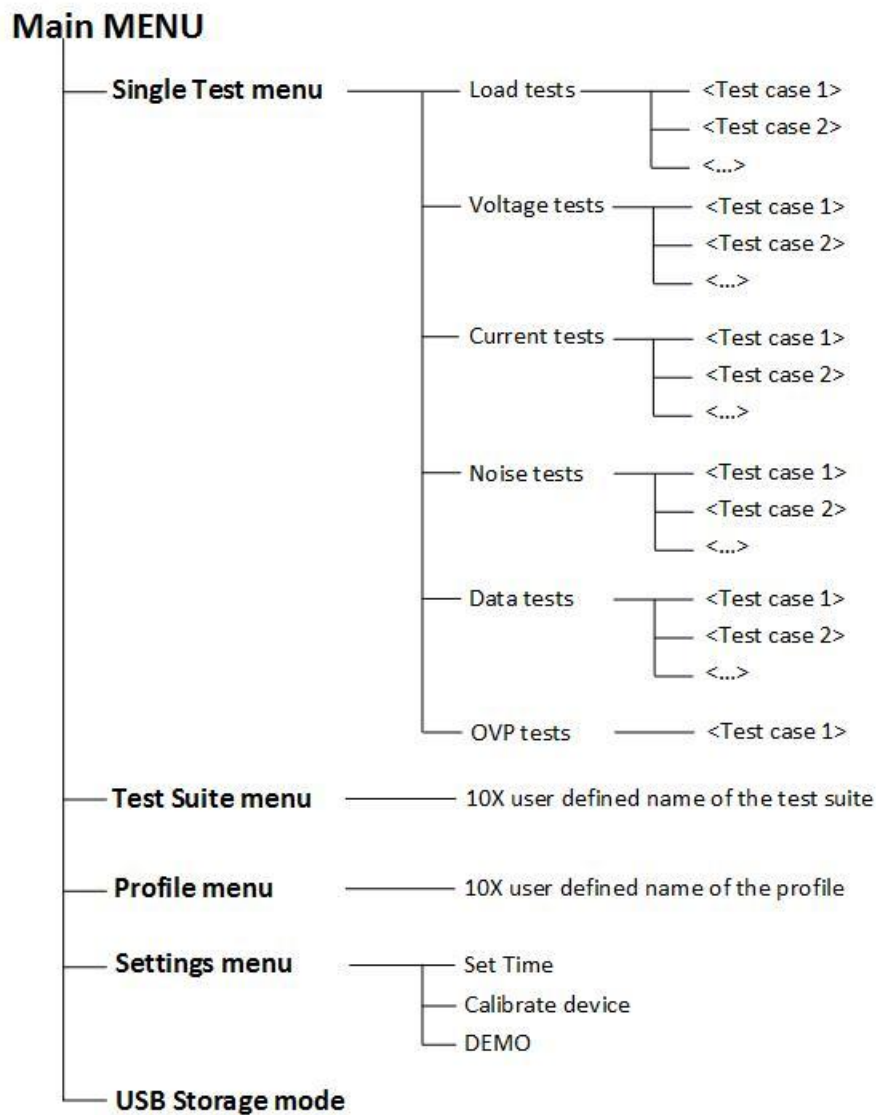 Main MENU
Single Test menu
Load tests
<Test case 1>
<Test case 2>
<...>
Voltage tests
<Test case 1>
<Test case 2>
<...>
Current tests
<Test case 1>
<Test case 2>
<...>
Noise tests
<Test case 1>
<Test case 2>
<...>
Data tests
<Test case 1>
<Test case 2>
<...>
OVP tests
<Test case 1>
Test Suite menu
10X user defined name of the test suite
Profile menu
10X user defined name of the profile
Settings menu
Set Time
Calibrate device
DEMO
USB Storage mode